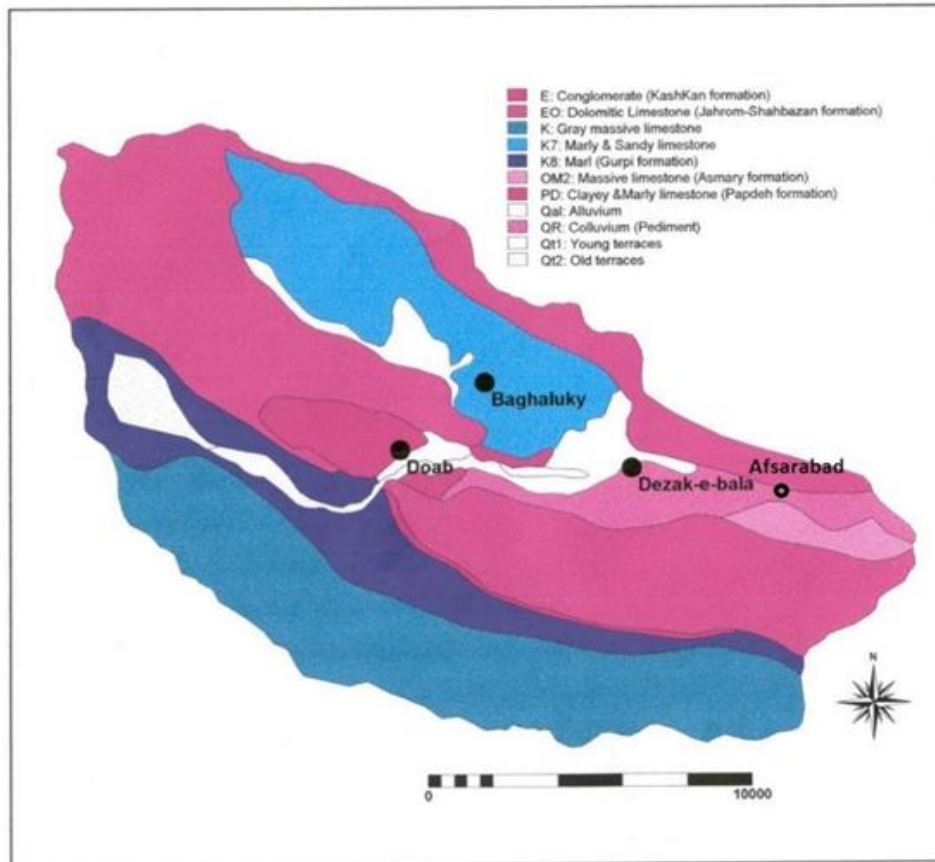 E: Conglomerate (KashKan formation)
EO: Dolomitic Limestone (Jahrom-Shahbazan formation)
K: Gray massive limestone
K7: Marly & Sandy limestone
K8: Marl (Gurpi formation)
OM2: Massive limestone (Asmary formation)
PD: Clayey &Marly limestone (Papdeh formation)
Qal: Alluvium
QR: Colluvium (Pediment)
Qt1: Young terraces
Qt2: Old terraces
Baghaluky
Doab
Dezak-e-bala
Afsarabad
N
0
10000